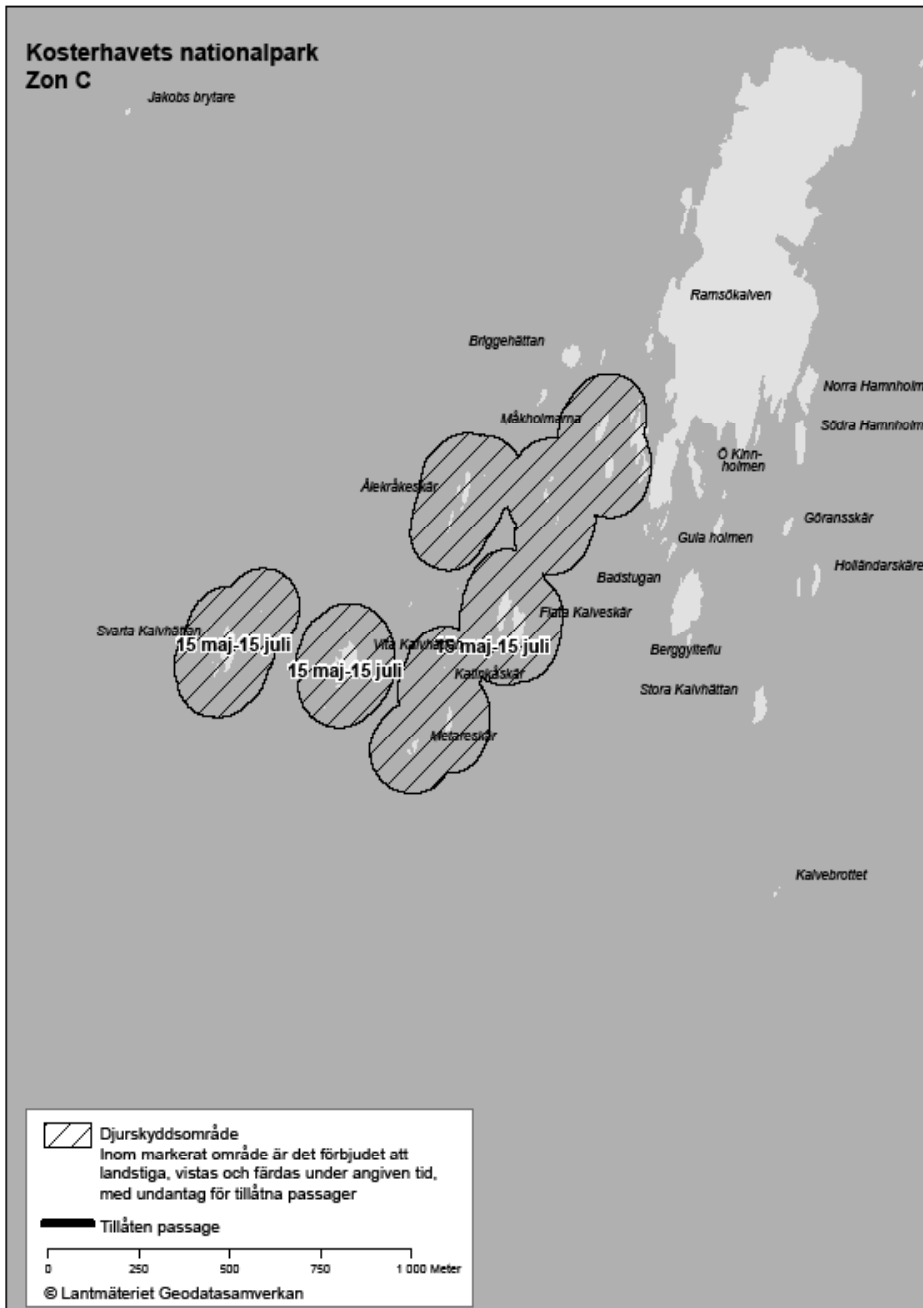 Kosterhavets nationalpark
Zon C
Jakobs brytare
Ramsökalven
Briggehättan
Norra Hamnholm
Måkholmarna
Södra Hamnholm
Ö Kinn-
holmen
Ålekråkeskär
Göransskär
Gula holmen
Holländarskäre
Badstugan
Flata Kalveskär
Svarta Kalvhättan
15 maj-15 juli
Vita Kalvhättan
15 maj-15 juli
Berggylteflu
15 maj-15 juli
Katinkåskär
Stora Kalvhättan
Metareskär
Kalvebrottet
Djurskyddsområde
Inom markerat område är det förbjudet att
landstiga, vistas och färdas under angiven tid,
med undantag för tillåtna passager
Tillåten passage
0 250 500 750 1 000 Meter
© Lantmäteriet Geodatasamverkan